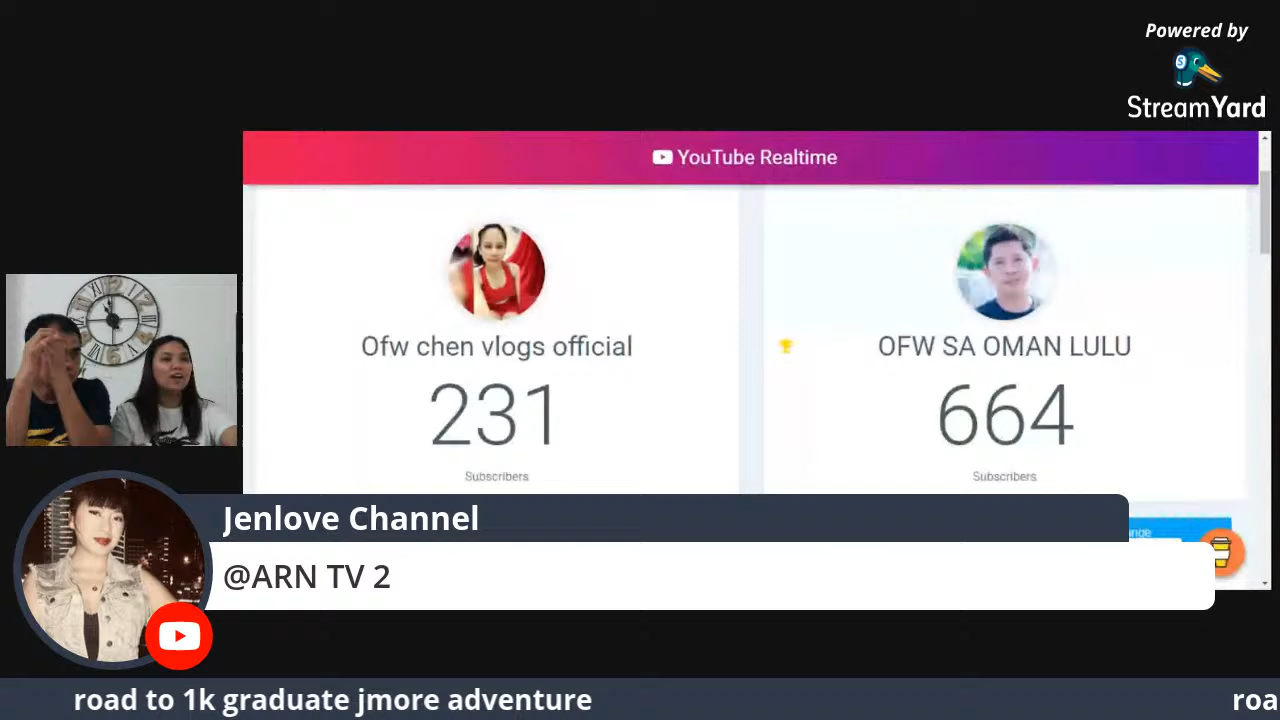 Powered by
StreamYard
YouTube Realtime
Ofw chen vlogs official
231
Subscribers
OFW SA OMAN LULU
664
Subscribers
Jenlove Channel
@ARN TV 2
road to 1k graduate jmore adventure
roa